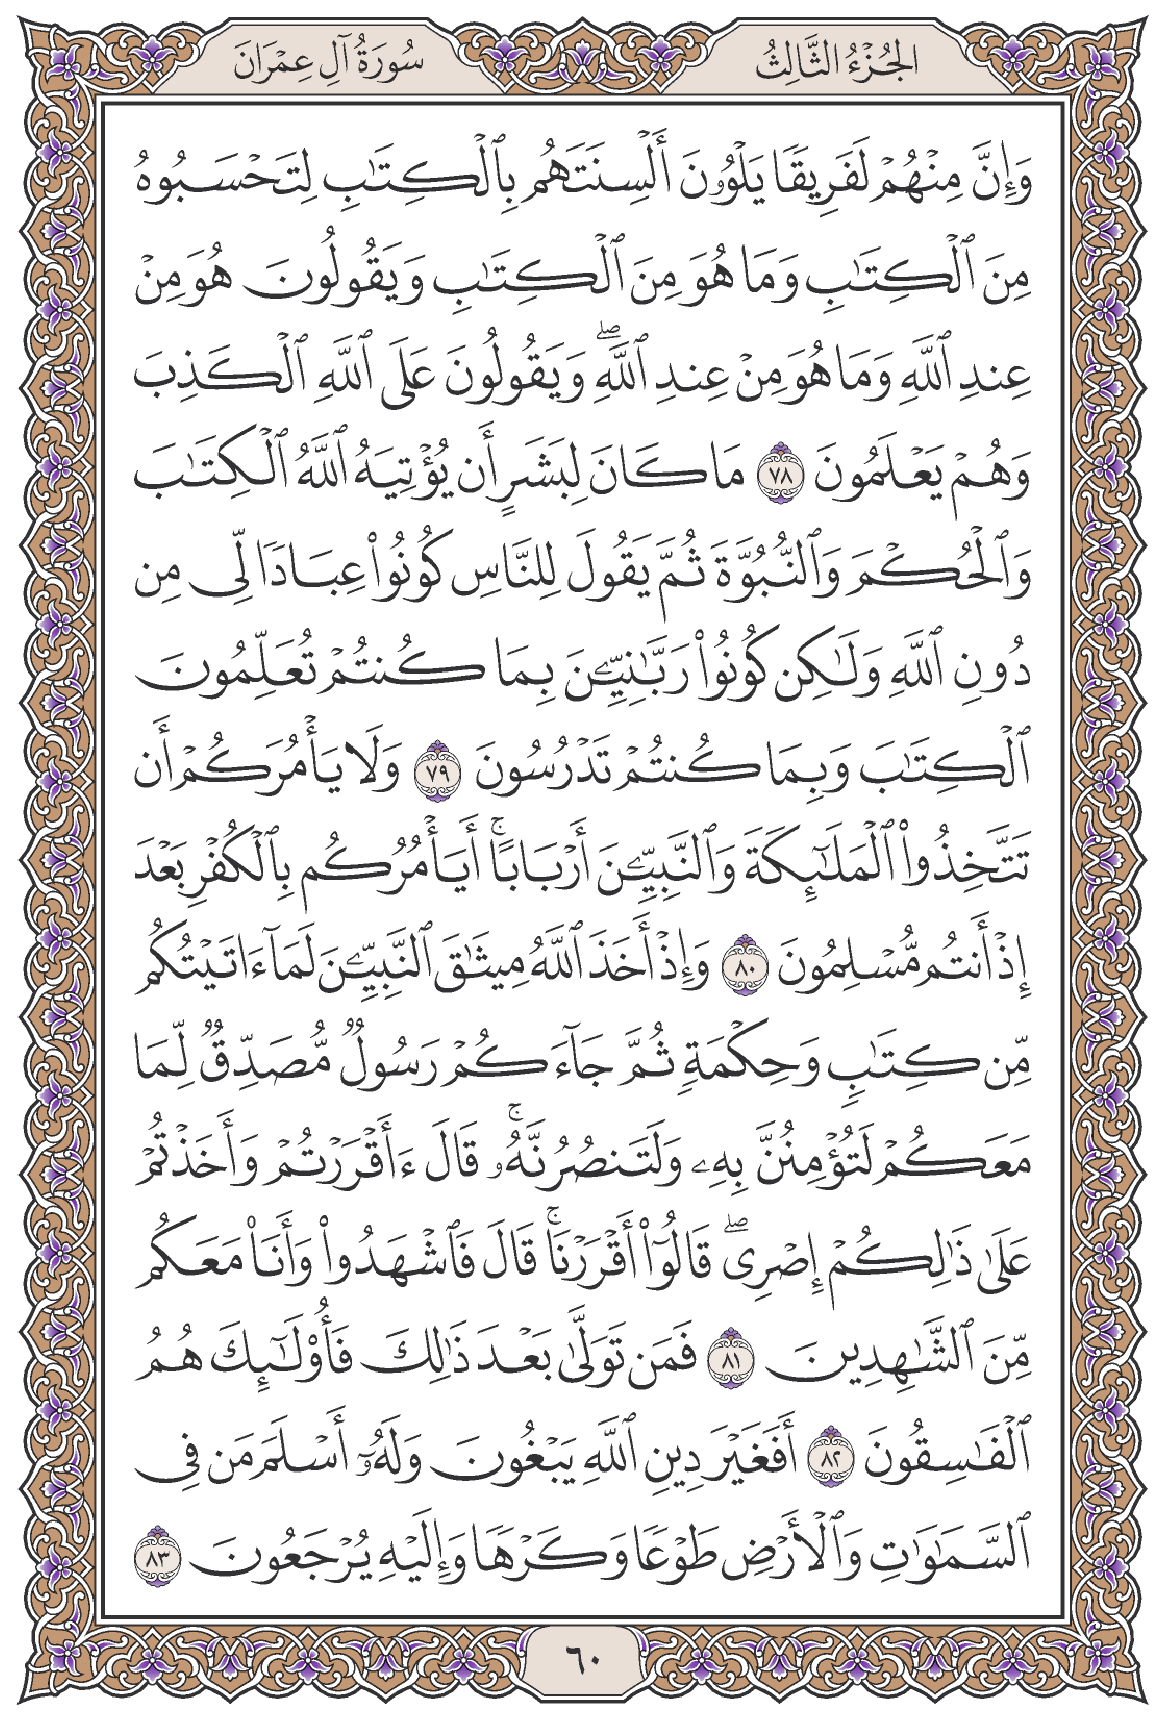 الجُزْءُ الثَّالِثُ
سُورَةُ آلِ عِمْرَانَ
وَإِنَّ مِنْهُمْ لَفَرِيقًا يَلْوُۥنَ أَلْسِنَتَهُم بِٱلْكِتَٰبِ لِتَحْسَبُوهُ
مِنَ ٱلْكِتَٰبِ وَمَا هُوَ مِنَ ٱلْكِتَٰبِ وَيَقُولُونَ هُوَ مِنْ
عِندِ ٱللَّهِ وَمَا هُوَ مِنْ عِندِ ٱللَّهِۖ وَيَقُولُونَ عَلَى ٱللَّهِ ٱلْكَذِبَ
وَهُمْ يَعْلَمُونَ ٧٨ مَا كَانَ لِبَشَرٍ أَن يُؤْتِيَهُ ٱللَّهُ ٱلْكِتَٰبَ
وَٱلْحُكْمَ وَٱلنُّبُوَّةَ ثُمَّ يَقُولَ لِلنَّاسِ كُونُوا۟ عِبَادًا لِّى مِن
دُونِ ٱللَّهِ وَلَٰكِن كُونُوا۟ رَبَّٰنِيِّۦنَ بِمَا كُنتُمْ تُعَلِّمُونَ
ٱلْكِتَٰبَ وَبِمَا كُنتُمْ تَدْرُسُونَ ٧٩ وَلَا يَأْمُرَكُمْ أَن
تَتَّخِذُوا۟ ٱلْمَلَٰٓئِكَةَ وَٱلنَّبِيِّۦنَ أَرْبَابًاۚ أَيَأْمُرُكُم بِٱلْكُفْرِ بَعْدَ
إِذْ أَنتُم مُّسْلِمُونَ ٨٠ وَإِذْ أَخَذَ ٱللَّهُ مِيثَٰقَ ٱلنَّبِيِّۦنَ لَمَآ ءَاتَيْتُكُم
مِّن كِتَٰبٍ وَحِكْمَةٍ ثُمَّ جَآءَكُمْ رَسُولٌ مُّصَدِّقٌ لِّمَا
مَعَكُمْ لَتُؤْمِنُنَّ بِهِۦ وَلَتَنصُرُنَّهُۥۚ قَالَ ءَأَقْرَرْتُمْ وَأَخَذْتُمْ
عَلَىٰ ذَٰلِكُمْ إِصْرِىۖ قَالُوٓا۟ أَقْرَرْنَاۚ قَالَ فَٱشْهَدُوا۟ وَأَنَا۠ مَعَكُم
مِّنَ ٱلشَّٰهِدِينَ ٨١ فَمَن تَوَلَّىٰ بَعْدَ ذَٰلِكَ فَأُو۟لَٰٓئِكَ هُمُ
ٱلْفَٰسِقُونَ ٨٢ أَفَغَيْرَ دِينِ ٱللَّهِ يَبْغُونَ وَلَهُۥٓ أَسْلَمَ مَن فِى
ٱلسَّمَٰوَٰتِ وَٱلْأَرْضِ طَوْعًا وَكَرْهًا وَإِلَيْهِ يُرْجَعُونَ ٨٣
٦٠